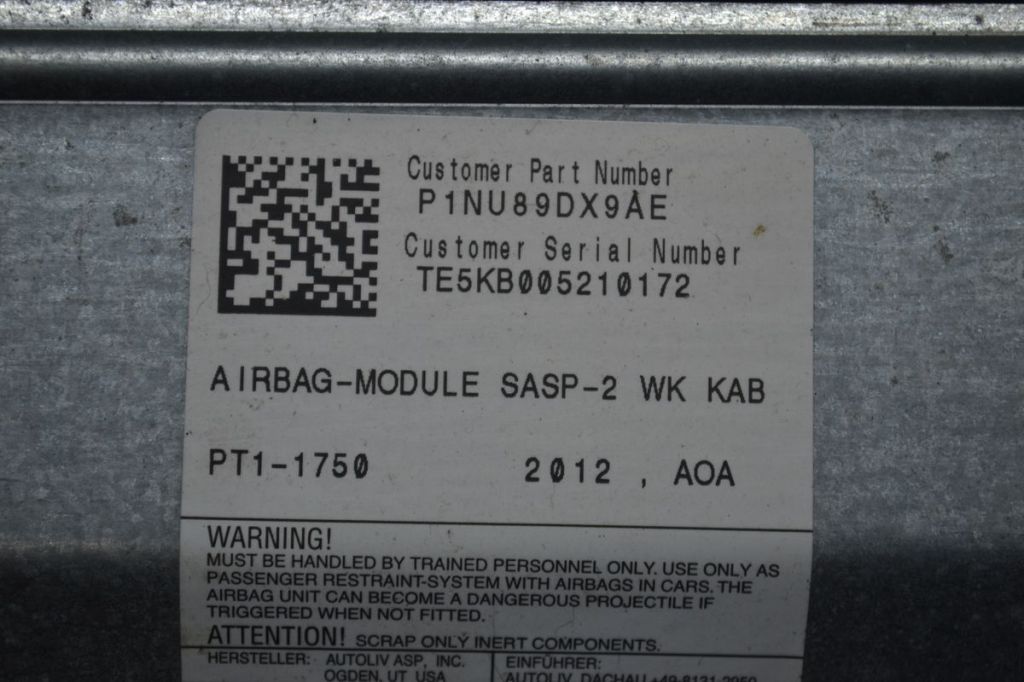 Customer Part Number
P1NU89DX9AE
Customer Serial Number
TE5KB005210172
AIRBAG-MODULE SASP-2 WK KAB
PT1-1750 2012 , AOA
WARNING!
MUST BE HANDLED BY TRAINED PERSONNEL ONLY. USE ONLY AS
PASSENGER RESTRAINT-SYSTEM WITH AIRBAGS IN CARS. THE
AIRBAG UNIT CAN BECOME A DANGEROUS PROJECTILE IF
TRIGGERED WHEN NOT FITTED.
ATTENTION! SCRAP ONLY INERT COMPONENTS.
HERSTELLER: AUTOLIV ASP, INC.
OGDEN, UT USA
EINFÜHRER:
AUTOLIV DACHAU